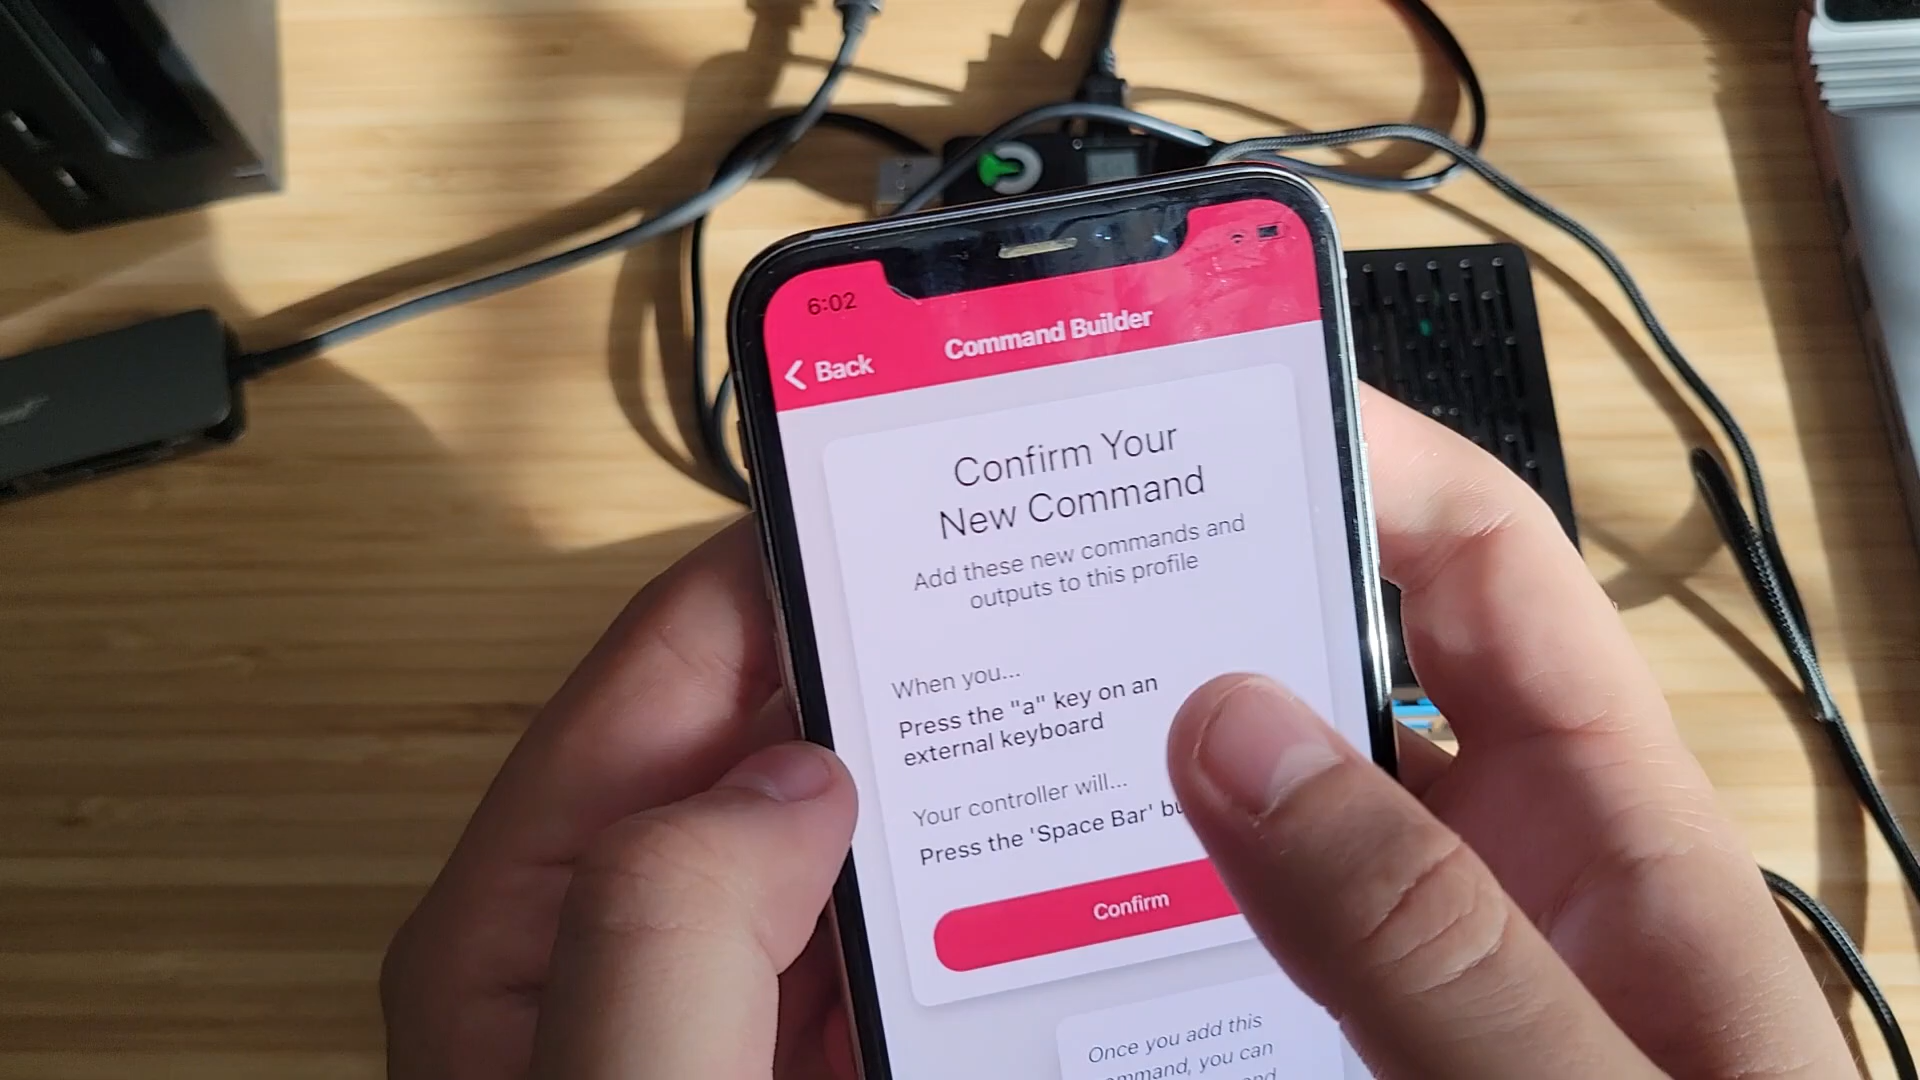 6:02
Back
Command Builder
Confirm Your
New Command
Add these new commands and
outputs to this profile
When you...
Press the "a" key on an
external keyboard
Your controller will...
Press the 'Space Bar'
Confirm
Once you add this
you can